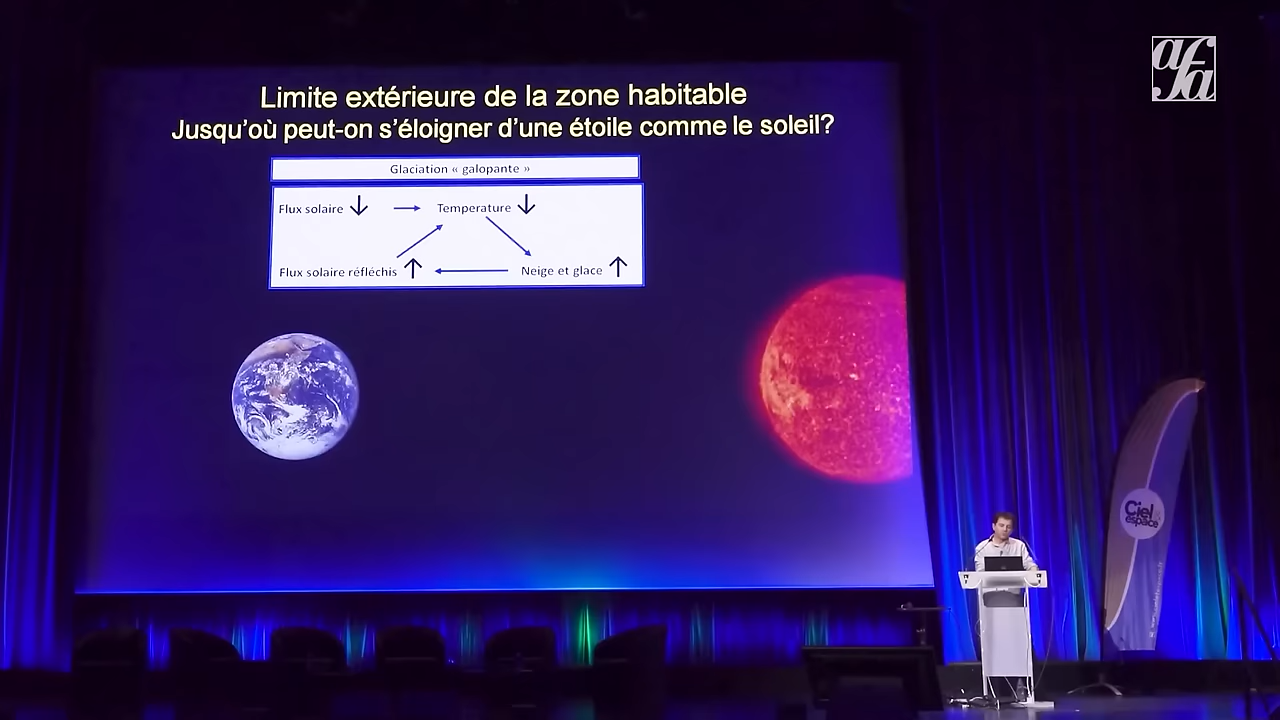 Limite extérieure de la zone habitable
Jusqu'où peut-on s'éloigner d'une étoile comme le soleil?
Glaciation « galopante »
Flux solaire ↓ → Temperature ↓
Flux solaire réfléchis ↑ ← Neige et glace ↑
afa
Ciel & espace